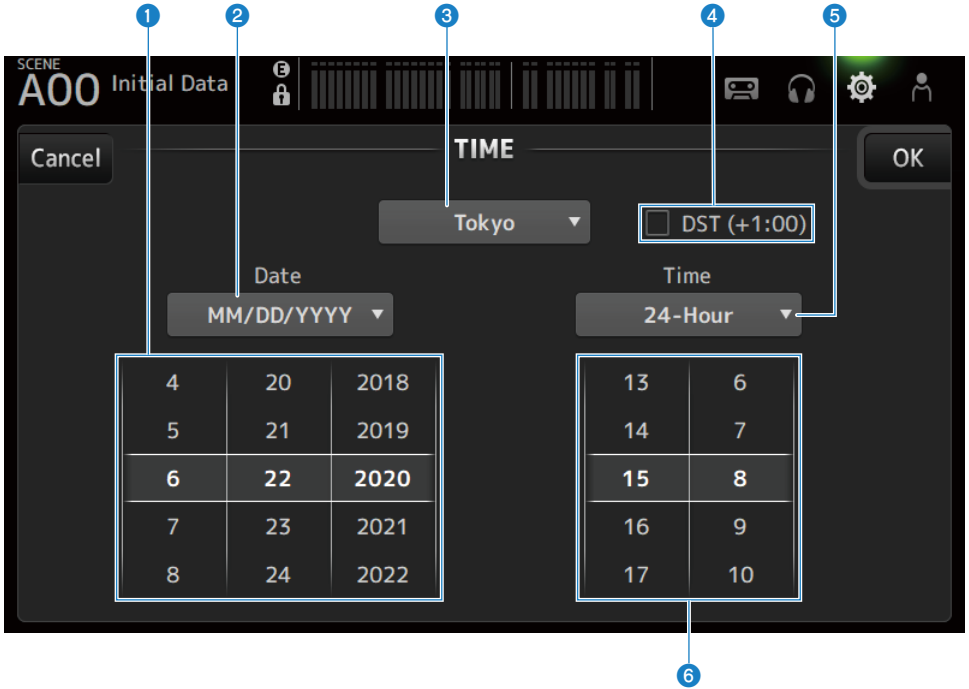 1 2 3 4 5
SCENE
A00 Initial Data E
Cancel TIME OK
Tokyo ▼ DST (+1:00)
Date Time
MM/DD/YYYY ▼ 24-Hour ▼
4 20 2018 13 6
5 21 2019 14 7
6 22 2020 15 8
7 23 2021 16 9
8 24 2022 17 10
6